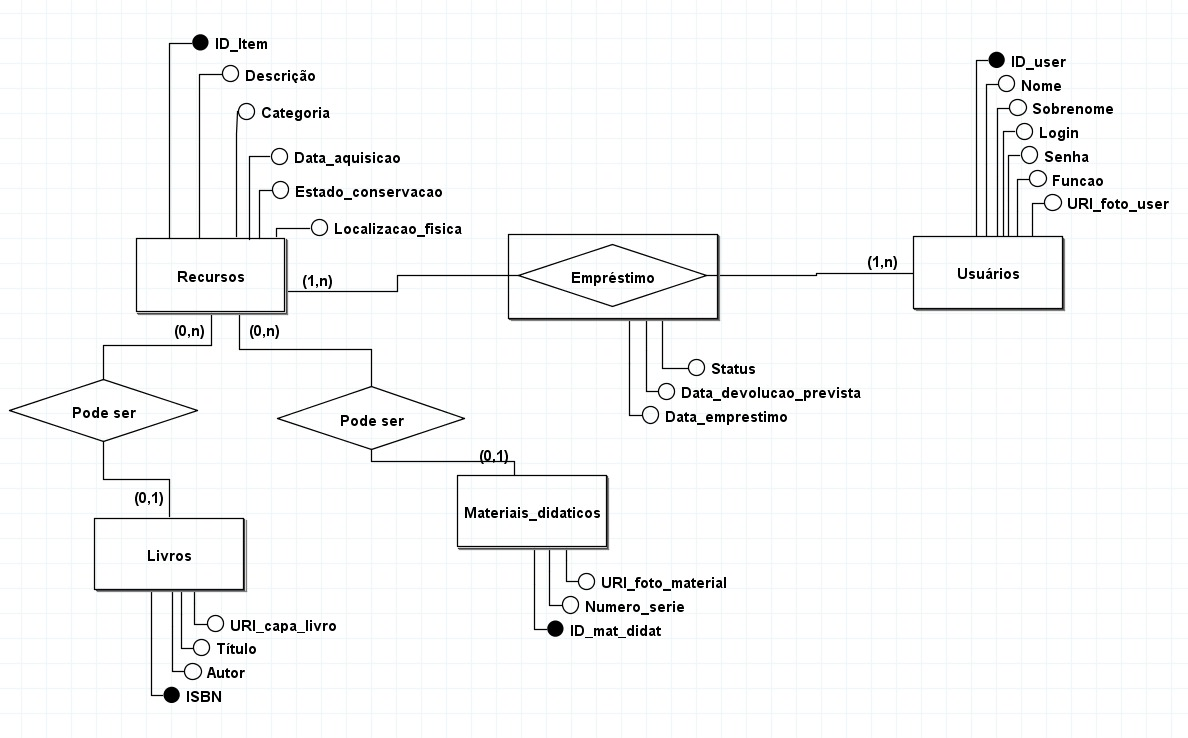 ID_Item
Descrição
Categoria
Data_aquisicao
Estado_conservacao
Localizacao_fisica
Recursos
(1,n)
Empréstimo
(1,n)
ID_user
Nome
Sobrenome
Login
Senha
Funcao
URI_foto_user
Usuários
Status
Data_devolucao_prevista
Data_emprestimo
(0,n)
(0,n)
Pode ser
Pode ser
(0,1)
(0,1)
Materiais_didaticos
URI_foto_material
Numero_serie
ID_mat_didat
Livros
URI_capa_livro
Título
Autor
ISBN